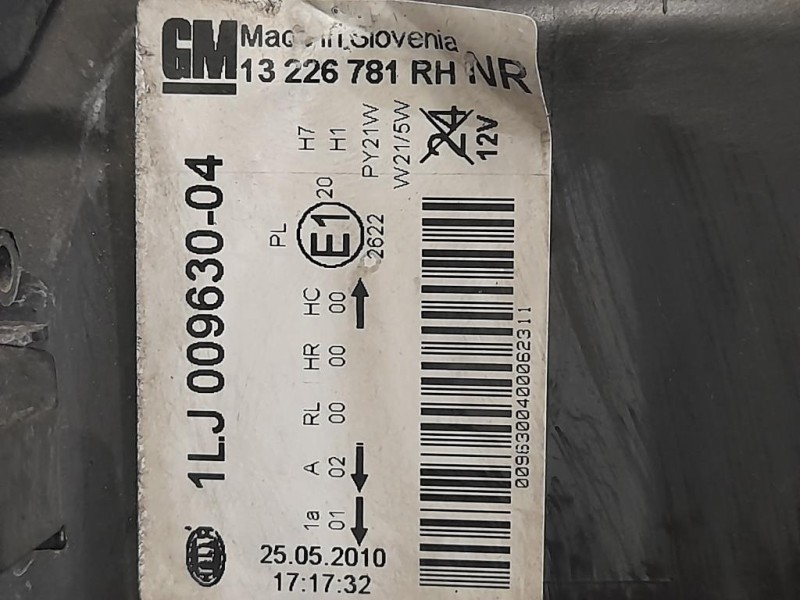 GM Made in Slovenia
13 226 781 RH NR
1LJ 009630-04
H7
H1
PY21W
W21/5W
24
12V
PL
E1
20
2622
1a A RL HR HC
01 02 00 00 00
00963004000062311
HELLA
25.05.2010
17:17:32